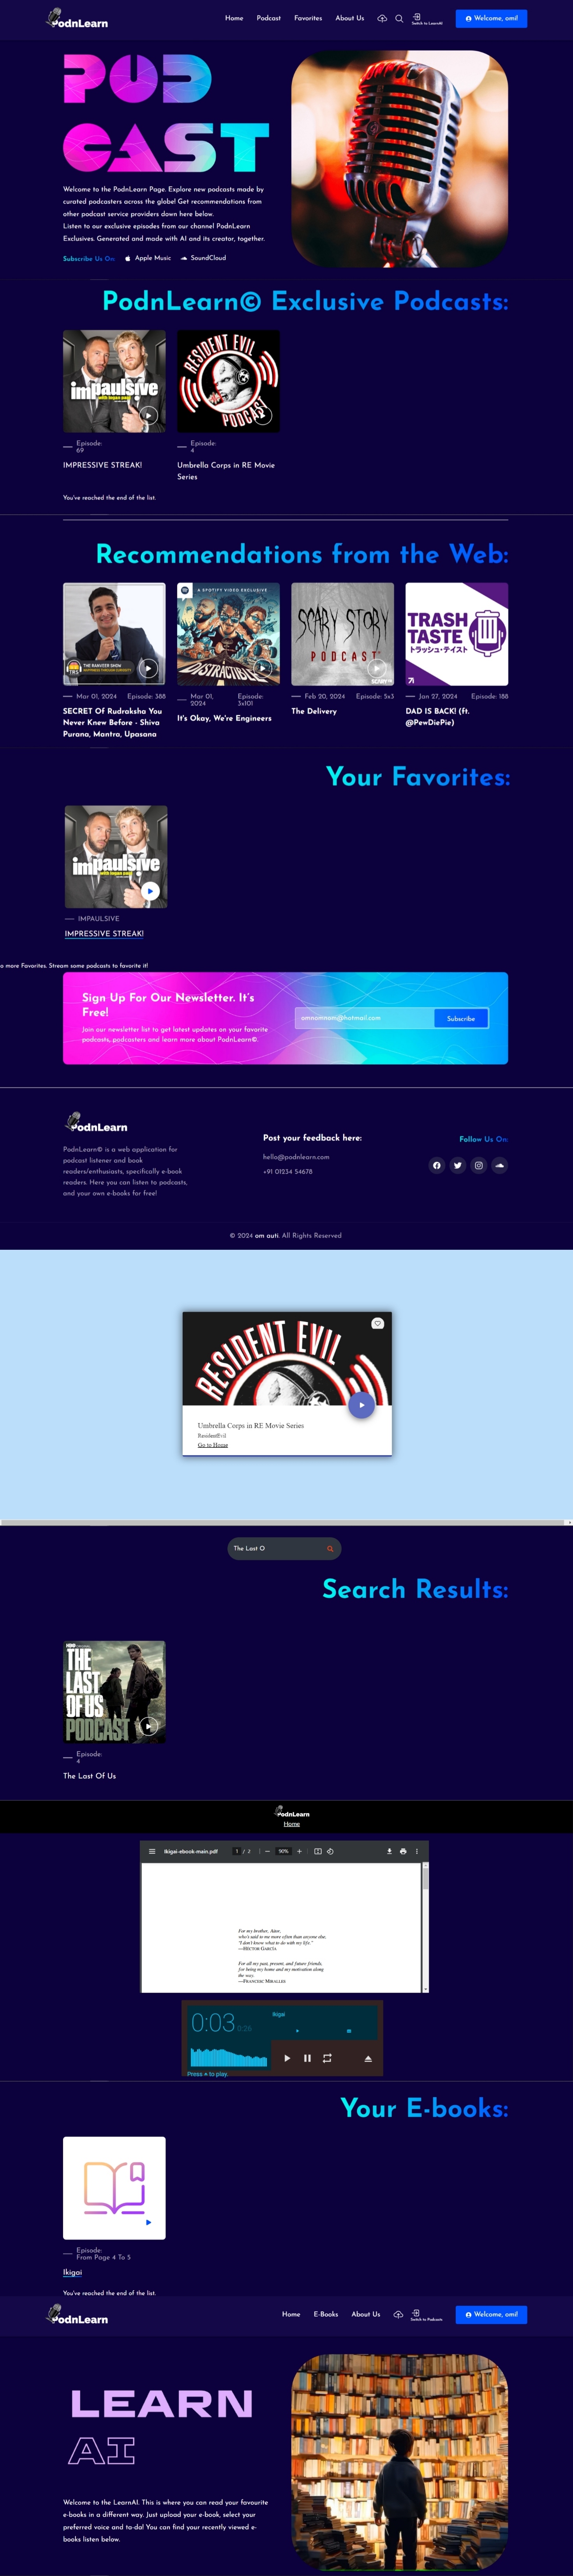 PodnLearn
Home Podcast Favorites About Us
Switch to LearnAI
Welcome, omi!
POD
CAST
Welcome to the PodnLearn Page. Explore new podcasts made by
curated podcasters across the globe! Get recommendations from
other podcast service providers down here below.
Listen to our exclusive episodes from our channel PodnLearn
Exclusives. Generated and made with AI and its creator, together.
Subscribe Us On: Apple Music SoundCloud
PodnLearn© Exclusive Podcasts:
impaulsive
with logan paul
RESIDENT EVIL
PODCAST
Episode:
69
IMPRESSIVE STREAK!
Episode:
4
Umbrella Corps in RE Movie
Series
You've reached the end of the list.
Recommendations from the Web:
THE RANVEER SHOW
A SPOTIFY VIDEO EXCLUSIVE
DISTRACTIBLE
SCARY STORY
PODCAST
TRASH
TASTE
トラッシュ・テイスト
Mar 01, 2024 Episode: 388
SECRET Of Rudraksha You
Never Knew Before - Shiva
Purana, Mantra, Upasana
Mar 01,
2024
Episode:
3x101
It's Okay, We're Engineers
Feb 20, 2024 Episode: 5x3
The Delivery
Jan 27, 2024 Episode: 188
DAD IS BACK! (ft.
@PewDiePie)
Your Favorites:
impaulsive
with logan paul
IMPAULSIVE
IMPRESSIVE STREAK!
o more Favorites. Stream some podcasts to favorite it!
Sign Up For Our Newsletter. It's
Free!
Join our newsletter list to get latest updates on your favorite
podcasts, podcasters and learn more about PodnLearn©.
omnomnom@hotmail.com
Subscribe
PodnLearn
PodnLearn© is a web application for
podcast listener and book
readers/enthusiasts, specifically e-book
readers. Here you can listen to podcasts,
and your own e-books for free!
Post your feedback here:
hello@podnlearn.com
+91 01234 54678
Follow Us On:
© 2024 om auti. All Rights Reserved
RESIDENT EVIL
Umbrella Corps in RE Movie Series
ResidentEvil
Go to Home
The Last O
Search Results:
HBO
THE
LAST
OF US
PODCAST
Episode:
4
The Last Of Us
PodnLearn
Home
Ikigai-ebook-main.pdf 1 / 2 90%
For my brother, Aitor,
who's said to me more often than anyone else,
"I don't know what to do with my life."
—HÉCTOR GARCÍA
For all my past, present, and future friends,
for being my home and my motivation along
the way.
—FRANCESC MIRALLES
0:03 0:26
Ikigai
Press to play.
Your E-books:
Episode:
From Page 4 To 5
Ikigai
You've reached the end of the list.
PodnLearn
Home E-Books About Us
Switch to Podcasts
Welcome, omi!
LEARN
AI
Welcome to the LearnAI. This is where you can read your favourite
e-books in a different way. Just upload your e-book, select your
preferred voice and ta-da! You can find your recently viewed e-
books listen below.